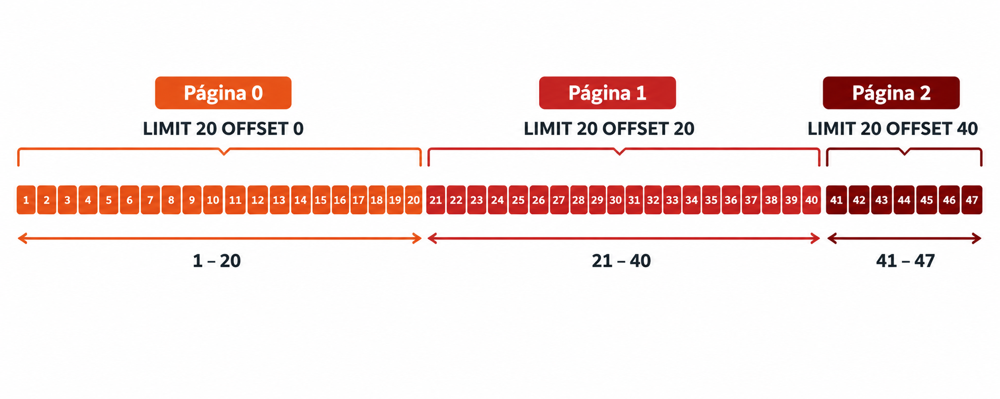 Página 0 Página 1 Página 2
LIMIT 20 OFFSET 0 LIMIT 20 OFFSET 20 LIMIT 20 OFFSET 40
1 2 3 4 5 6 7 8 9 10 11 12 13 14 15 16 17 18 19 20 21 22 23 24 25 26 27 28 29 30 31 32 33 34 35 36 37 38 39 40 41 42 43 44 45 46 47
1 – 20 21 – 40 41 – 47